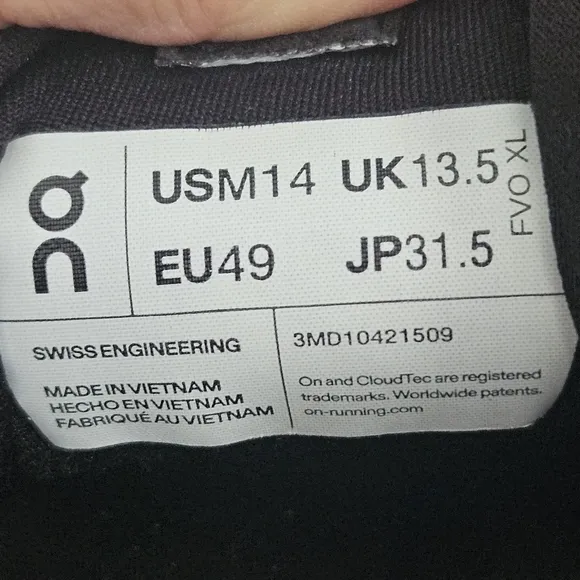 On
USM14 UK13.5
EU49 JP31.5
FVO XL
SWISS ENGINEERING
MADE IN VIETNAM
HECHO EN VIETNAM
FABRIQUÉ AU VIETNAM
3MD10421509
On and CloudTec are registered
trademarks. Worldwide patents.
on-running.com